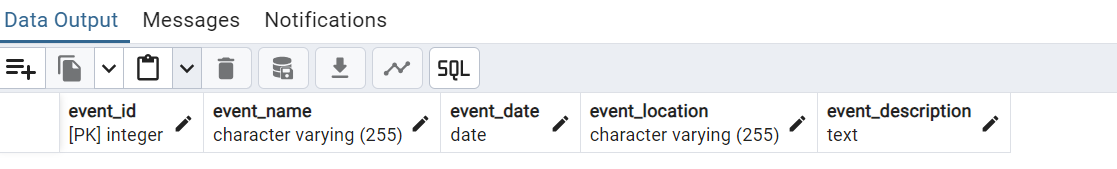 Data Output Messages Notifications
SQL
event_id event_name event_date event_location event_description
[PK] integer character varying (255) date character varying (255) text